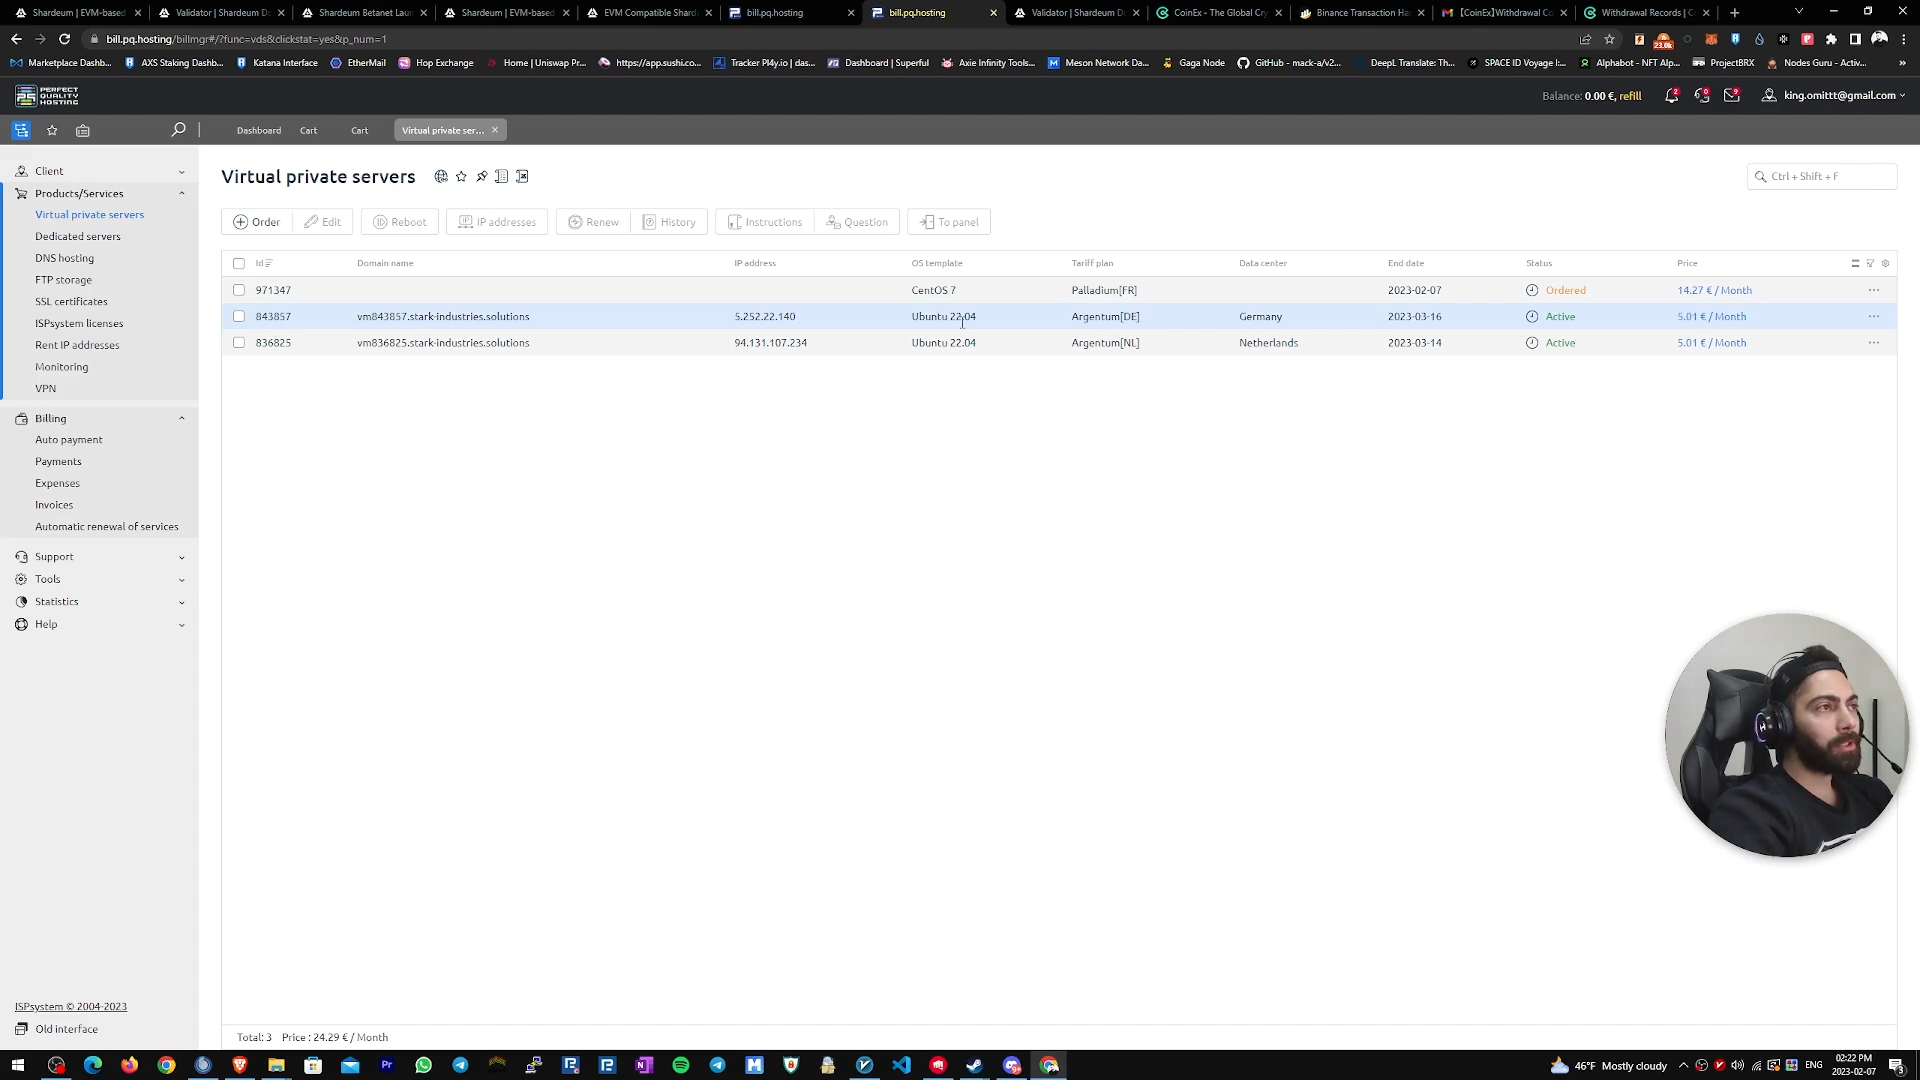 Shardeum | EVM-based
Validator | Shardeum D
Shardeum Betanet Lau
Shardeum | EVM-based
EVM Compatible Shard
bill.pq.hosting
bill.pq.hosting
Validator | Shardeum D
CoinEx - The Global Cry
Binance Transaction Ha
[CoinEx]Withdrawal Co
Withdrawal Records | C
bill.pq.hosting/billmgr#/?func=vds&clickstat=yes&p_num=1
23.0k
Marketplace Dashb...
AXS Staking Dashb...
Katana Interface
EtherMail
Hop Exchange
Home | Uniswap Pr...
https://app.sushi.co...
Tracker Pl4y.io | das...
Dashboard | Superful
Axie Infinity Tools...
Meson Network Da...
Gaga Node
GitHub - mack-a/v2...
DeepL Translate: Th...
SPACE ID Voyage |:...
Alphabot - NFT Alp...
ProjectBRX
Nodes Guru - Activ...
PERFECT
QUALITY
HOSTING
Balance: 0.00 €, refill
2
0
9
king.omittt@gmail.com
Dashboard
Cart
Cart
Virtual private ser...
Client
Products/Services
Virtual private servers
Dedicated servers
DNS hosting
FTP storage
SSL certificates
ISPsystem licenses
Rent IP addresses
Monitoring
VPN
Billing
Auto payment
Payments
Expenses
Invoices
Automatic renewal of services
Support
Tools
Statistics
Help
ISPsystem © 2004-2023
Old interface
Virtual private servers
Ctrl + Shift + F
Order
Edit
Reboot
IP addresses
Renew
History
Instructions
Question
To panel
Id Domain name IP address OS template Tariff plan Data center End date Status Price
971347 CentOS 7 Palladium[FR] 2023-02-07 Ordered 14.27 € / Month
843857 vm843857.stark-industries.solutions 5.252.22.140 Ubuntu 22.04 Argentum[DE] Germany 2023-03-16 Active 5.01 € / Month
836825 vm836825.stark-industries.solutions 94.131.107.234 Ubuntu 22.04 Argentum[NL] Netherlands 2023-03-14 Active 5.01 € / Month
Total: 3 Price : 24.29 € / Month
46°F Mostly cloudy
ENG
02:22 PM
2023-02-07
3